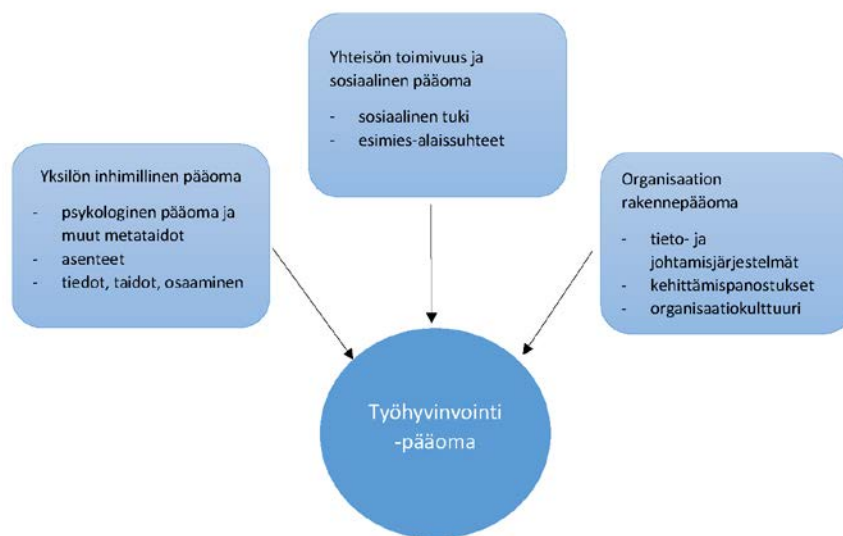 Yhteisön toimivuus ja
sosiaalinen pääoma
- sosiaalinen tuki
- esimies-alaissuhteet
Yksilön inhimillinen pääoma
- psykologinen pääoma ja
muut metataidot
- asenteet
- tiedot, taidot, osaaminen
Organisaation
rakennepääoma
- tieto- ja
johtamisjärjestelmät
- kehittämispanostukset
- organisaatiokulttuuri
Työhyvinvointi
-pääoma